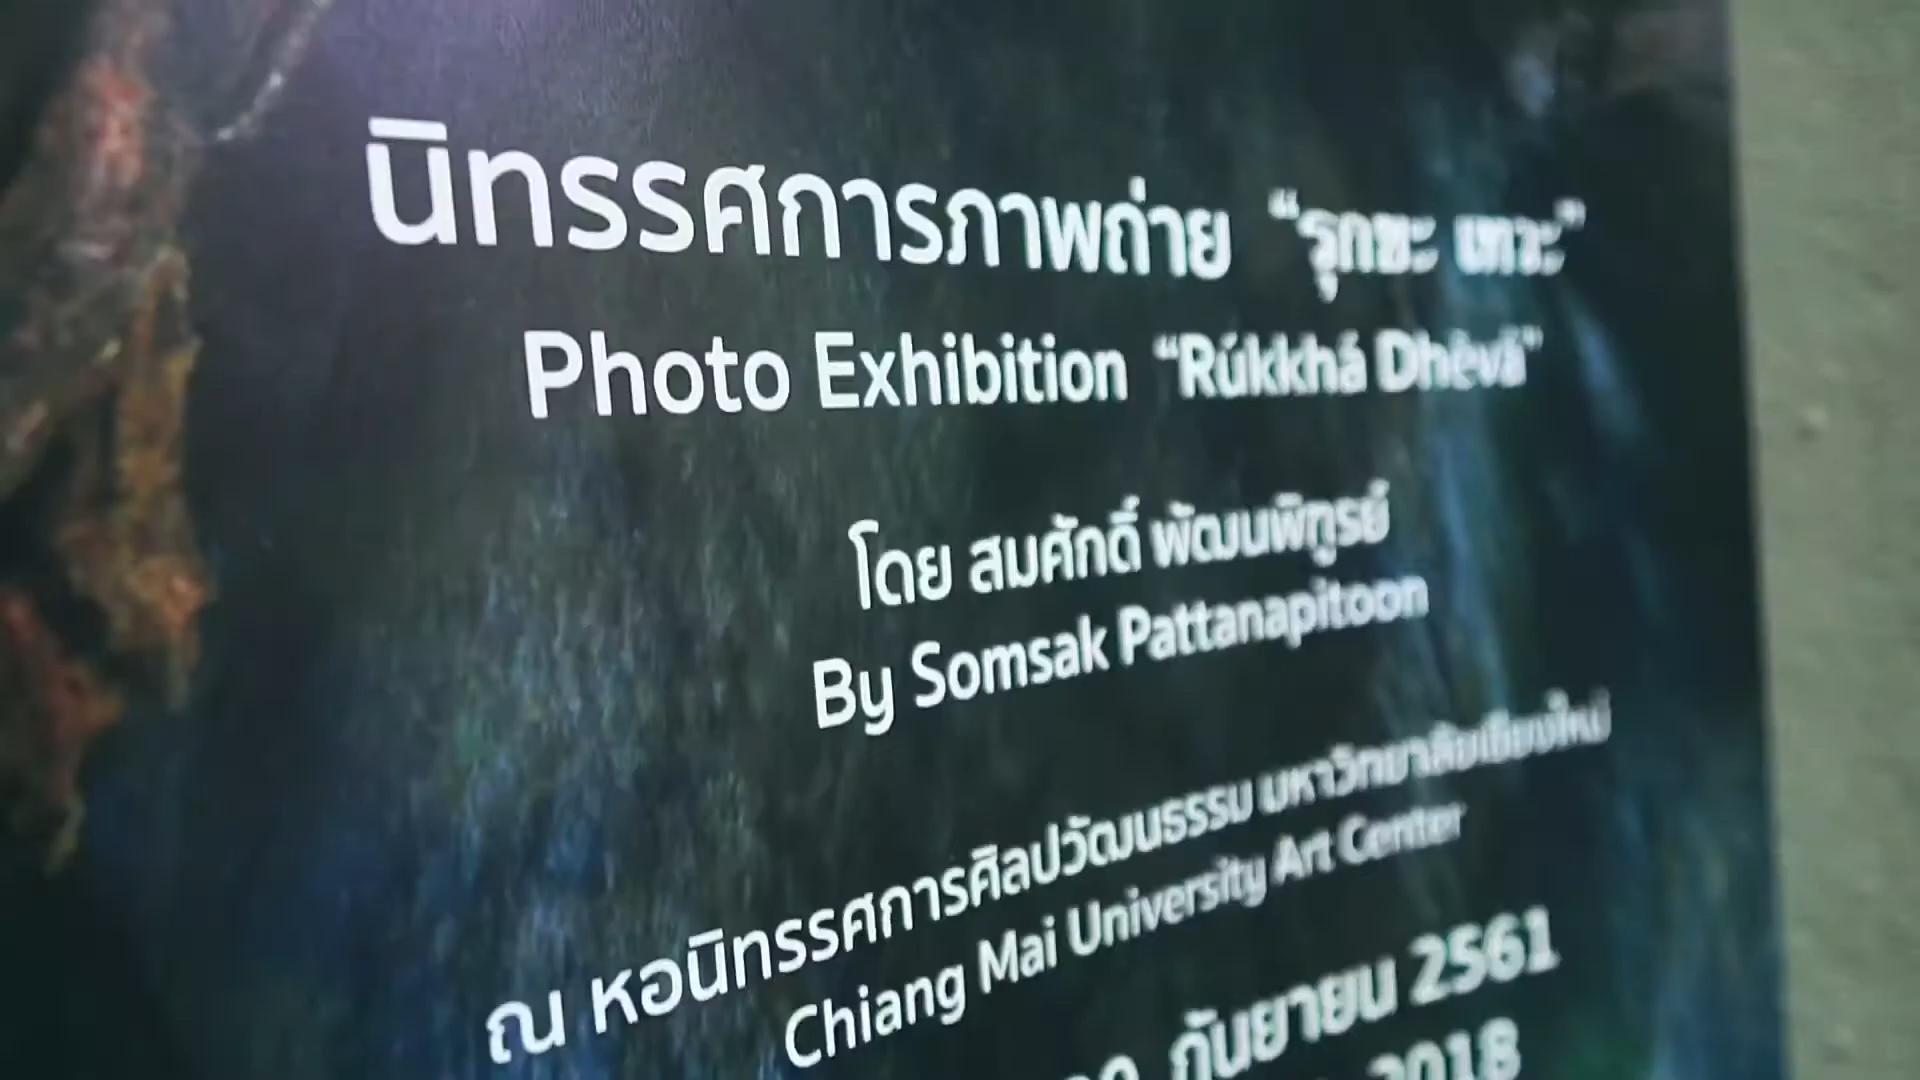 นิทรรศการภาพถ่าย “รุกขะ เทวะ”
Photo Exhibition “Rúkkhá Dhèvá”
โดย สมศักดิ์ พัฒนพิฑูรย์
By Somsak Pattanapitoon
ณ หอนิทรรศการศิลปวัฒนธรรม มหาวิทยาลัยเชียงใหม่
Chiang Mai University Art Center
กันยายน 2561
2018